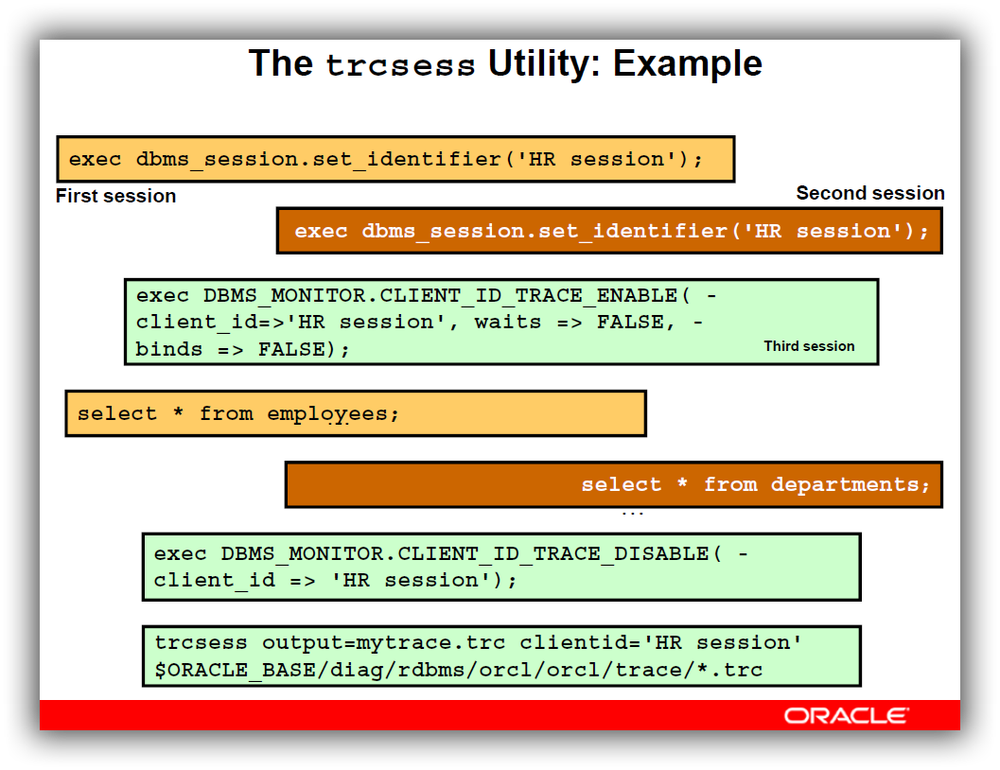 The trcsess Utility: Example
exec dbms_session.set_identifier('HR session');
First session
Second session
exec dbms_session.set_identifier('HR session');
exec DBMS_MONITOR.CLIENT_ID_TRACE_ENABLE( -
client_id=>'HR session', waits => FALSE, -
binds => FALSE);
Third session
select * from employees;
select * from departments;
...
exec DBMS_MONITOR.CLIENT_ID_TRACE_DISABLE( -
client_id => 'HR session');
trcsess output=mytrace.trc clientid='HR session'
$ORACLE_BASE/diag/rdbms/orcl/orcl/trace/*.trc
ORACLE